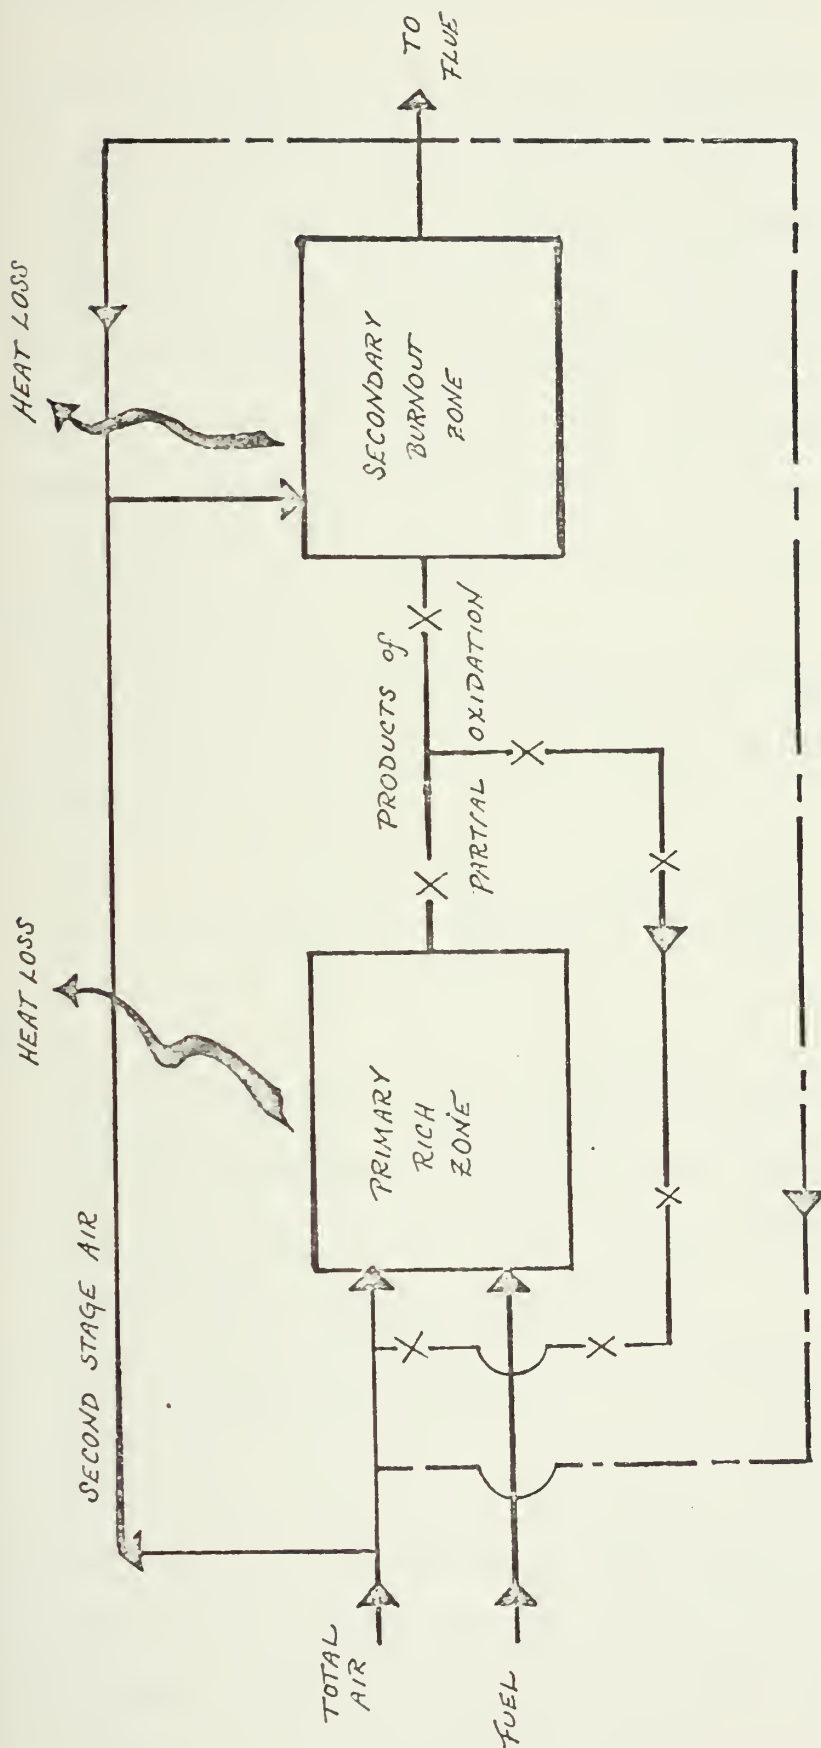 HEAT LOSS
HEAT LOSS
SECOND STAGE AIR
TOTAL
AIR
FUEL
PRIMARY
RICH
ZONE
PRODUCTS of
PARTIAL OXIDATION
SECONDARY
BURNOUT
ZONE
TO
FLUE